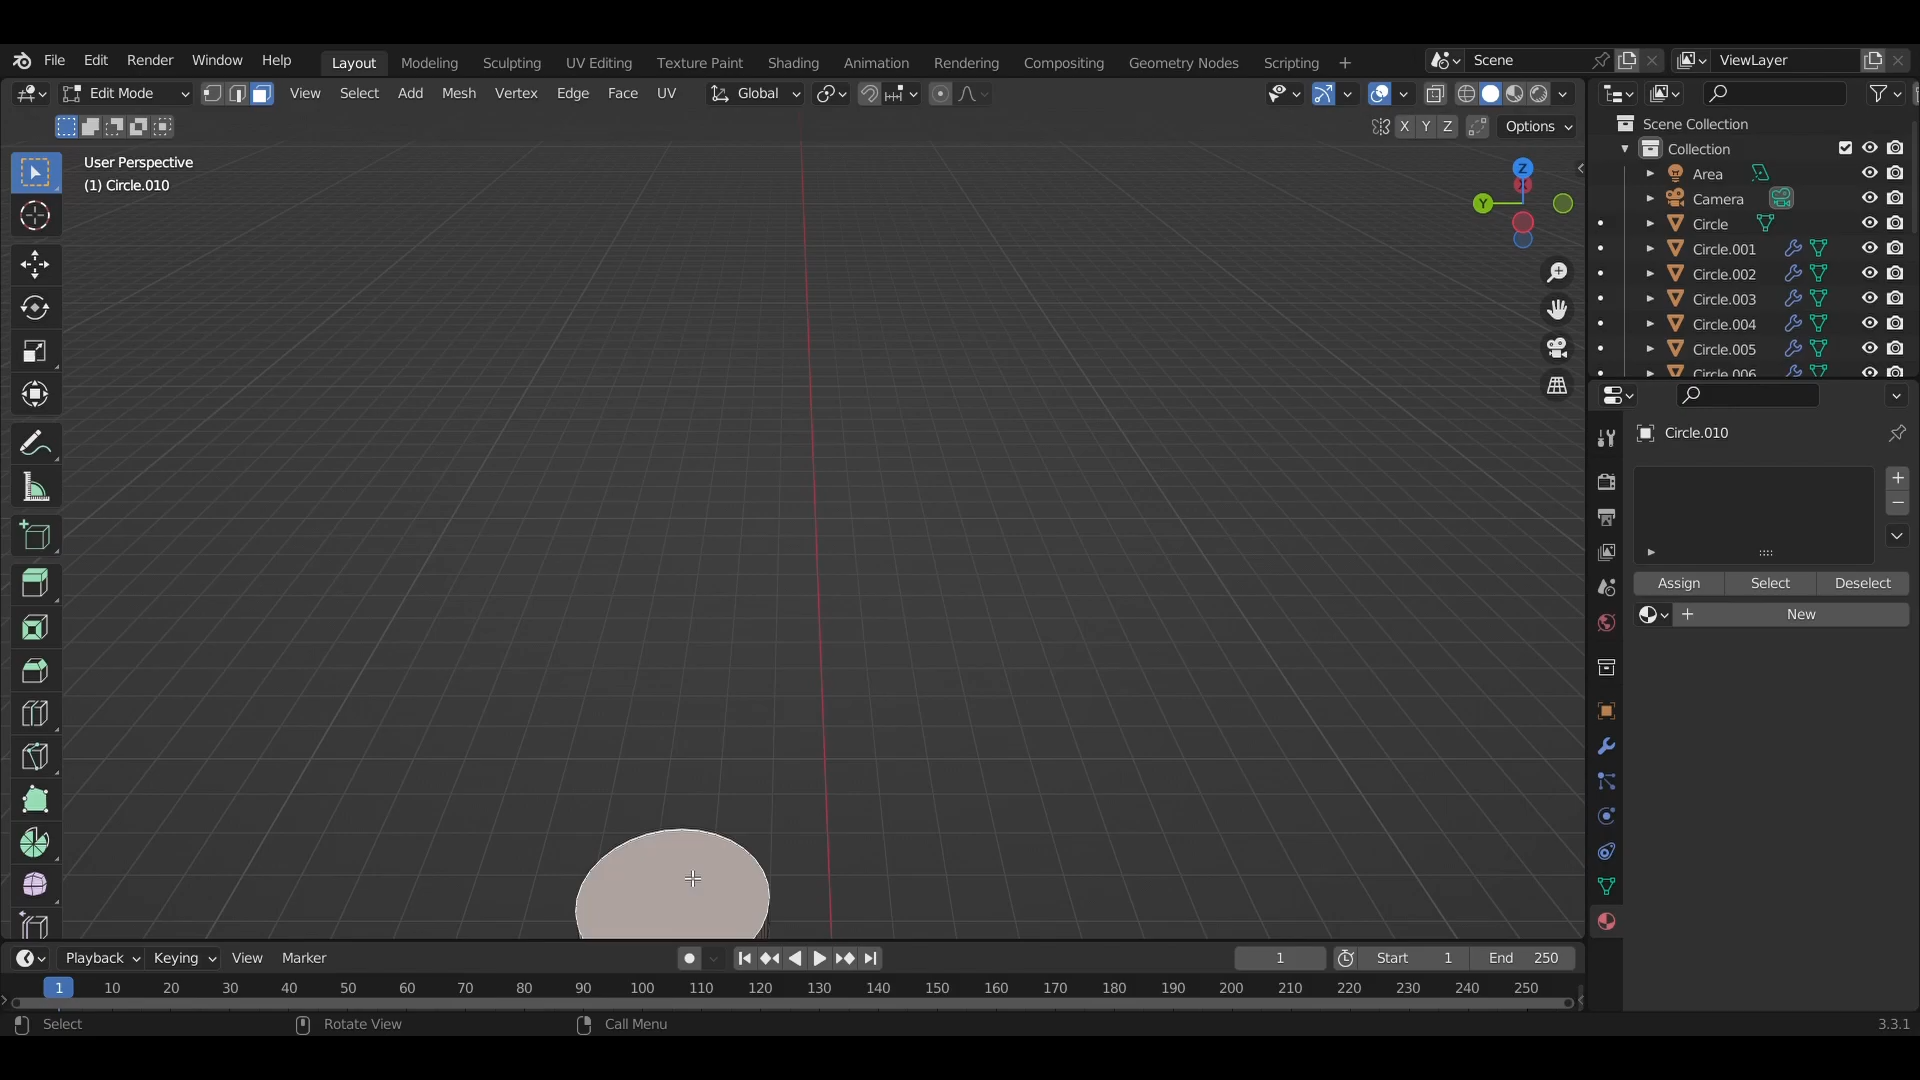 File Edit Render Window Help Layout Modeling Sculpting UV Editing Texture Paint Shading Animation Rendering Compositing Geometry Nodes Scripting + Scene ViewLayer
Edit Mode View Select Add Mesh Vertex Edge Face UV Global
X Y Z Options
User Perspective
(1) Circle.010
Z
Y
Scene Collection
Collection
Area
Camera
Circle
Circle.001
Circle.002
Circle.003
Circle.004
Circle.005
Circle.006
Circle.010
Assign Select Deselect
+ New
Playback Keying View Marker 1 Start 1 End 250
1 10 20 30 40 50 60 70 80 90 100 110 120 130 140 150 160 170 180 190 200 210 220 230 240 250
Select Rotate View Call Menu 3.3.1